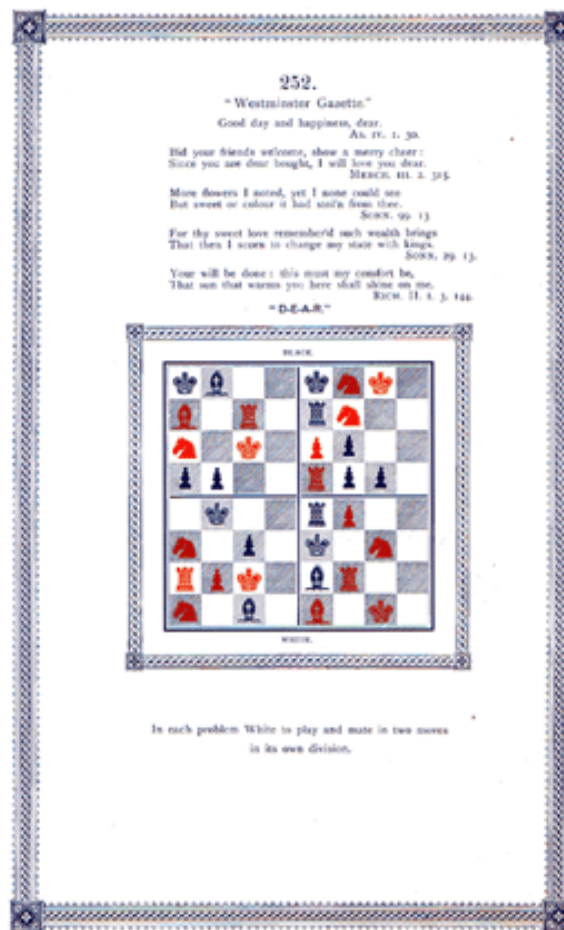 252.
"Westminster Gazette."
Good day and happiness, dear.
As. IV. 1. 30.
Bid your friends welcome, show a merry cheer:
Since you are dear bought, I will love you dear.
Merch. III. 2. 315.
More flowers I noted, yet I none could see
But sweet or colour it had stol'n from thee.
Sonn. 99. 13.
For thy sweet love remember'd such wealth brings
That then I scorn to change my state with kings.
Sonn. 29. 13.
Your will be done: this must my comfort be,
That sun that warms you here shall shine on me.
Rich. II. 1. 3. 144.
"D-E-A-R."
BLACK.
WHITE.
In each problem White to play and mate in two moves
in its own division.